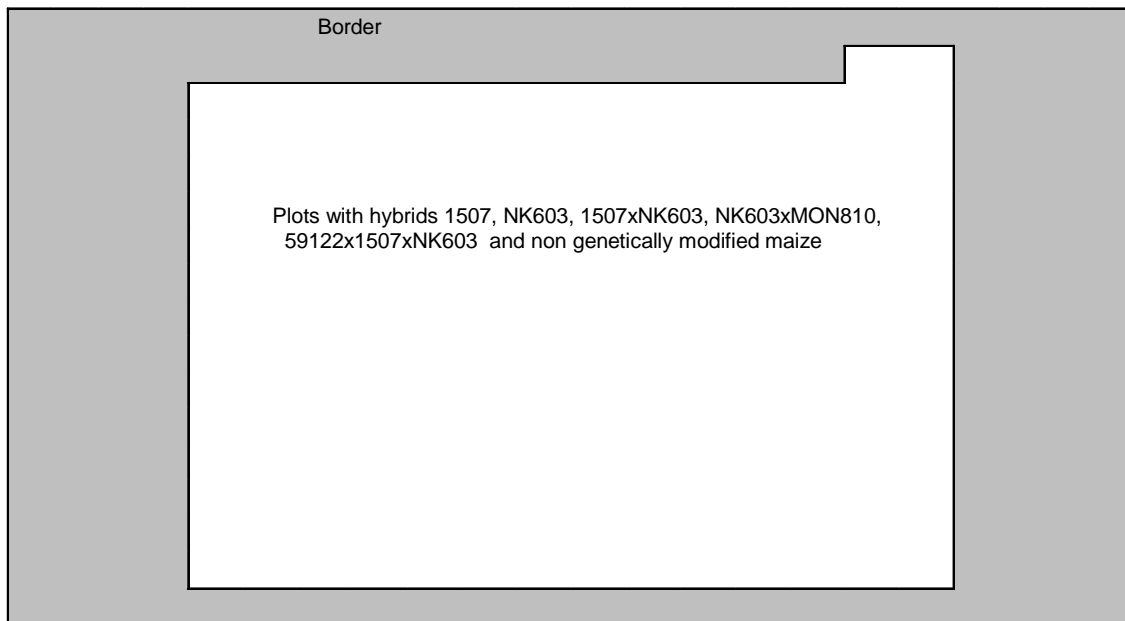 Border
Plots with hybrids 1507, NK603, 1507xNK603, NK603xMON810,
59122x1507xNK603 and non genetically modified maize